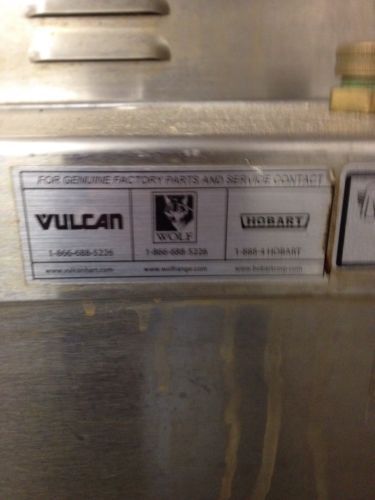 FOR GENUINE FACTORY PARTS AND SERVICE CONTACT
VULCAN
1-866-688-5226
www.vulcanhart.com
WOLF
1-866-688-5226
www.wolfrange.com
HOBART
1-888-4 HOBART
www.hobartcorp.com